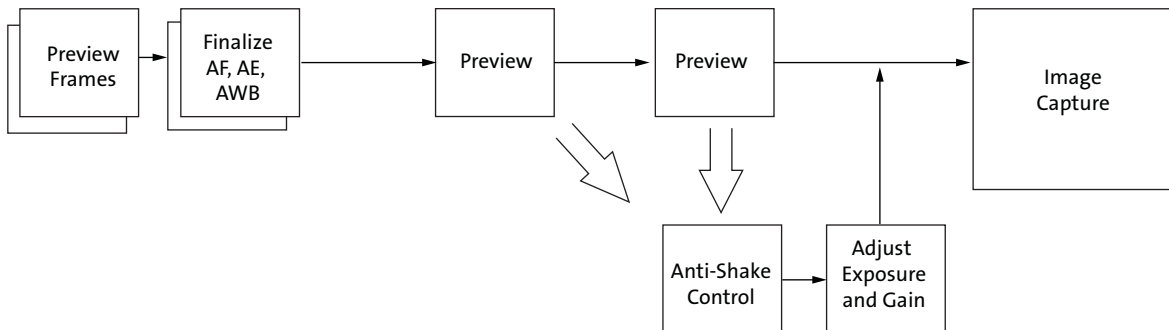 Preview
Frames
Finalize
AF, AE,
AWB
Preview
Preview
Image
Capture
Anti-Shake
Control
Adjust
Exposure
and Gain